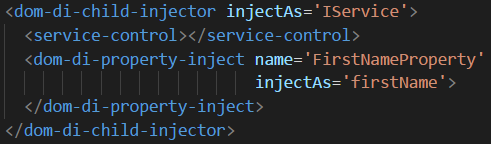 <dom-di-child-injector injectAs='IService'>
<service-control></service-control>
<dom-di-property-inject name='FirstNameProperty'
injectAs='firstName'>
</dom-di-property-inject>
</dom-di-child-injector>